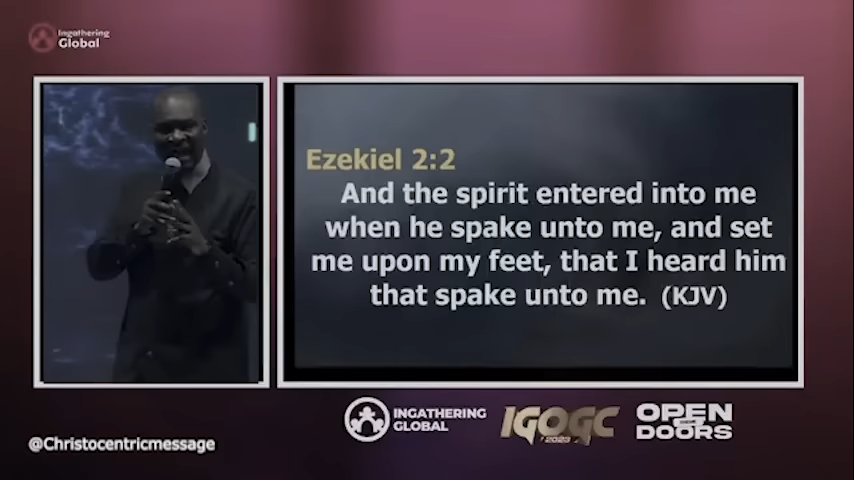 Ingathering
Global
Ezekiel 2:2
And the spirit entered into me
when he spake unto me, and set
me upon my feet, that I heard him
that spake unto me. (KJV)
INGATHERING
GLOBAL
IGOGC
2023
OPEN
DOORS
@Christocentricmessage